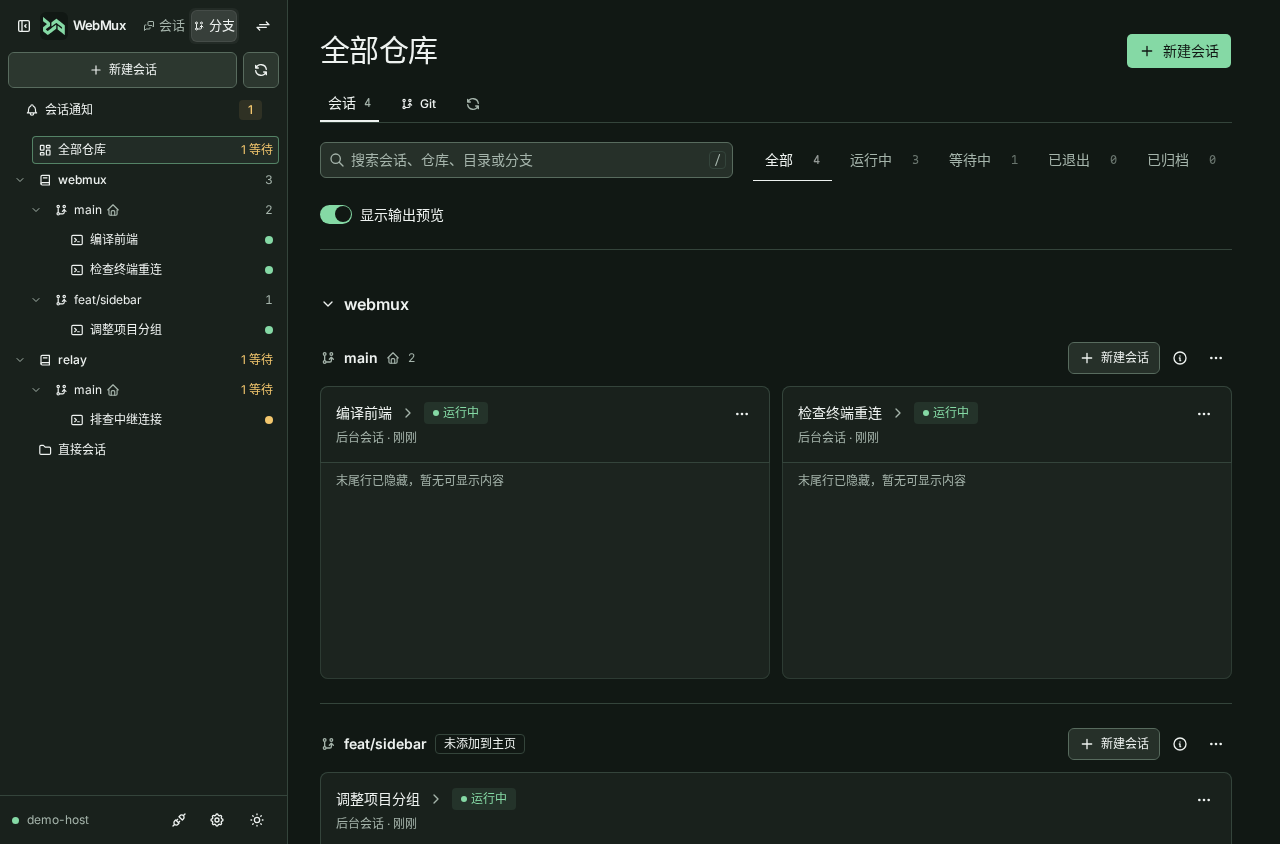 WebMux 会话 分支
新建会话
会话通知 1
全部仓库 1 等待
webmux 3
main 2
编译前端
检查终端重连
feat/sidebar 1
调整项目分组
relay 1 等待
main 1 等待
排查中继连接
直接会话
demo-host
全部仓库 新建会话
会话 4 Git
搜索会话、仓库、目录或分支 / 全部 4 运行中 3 等待中 1 已退出 0 已归档 0
显示输出预览
webmux
main 2 新建会话
编译前端 运行中
后台会话 · 刚刚
末尾行已隐藏，暂无可显示内容
检查终端重连 运行中
后台会话 · 刚刚
末尾行已隐藏，暂无可显示内容
feat/sidebar 未添加到主页 新建会话
调整项目分组 运行中
后台会话 · 刚刚